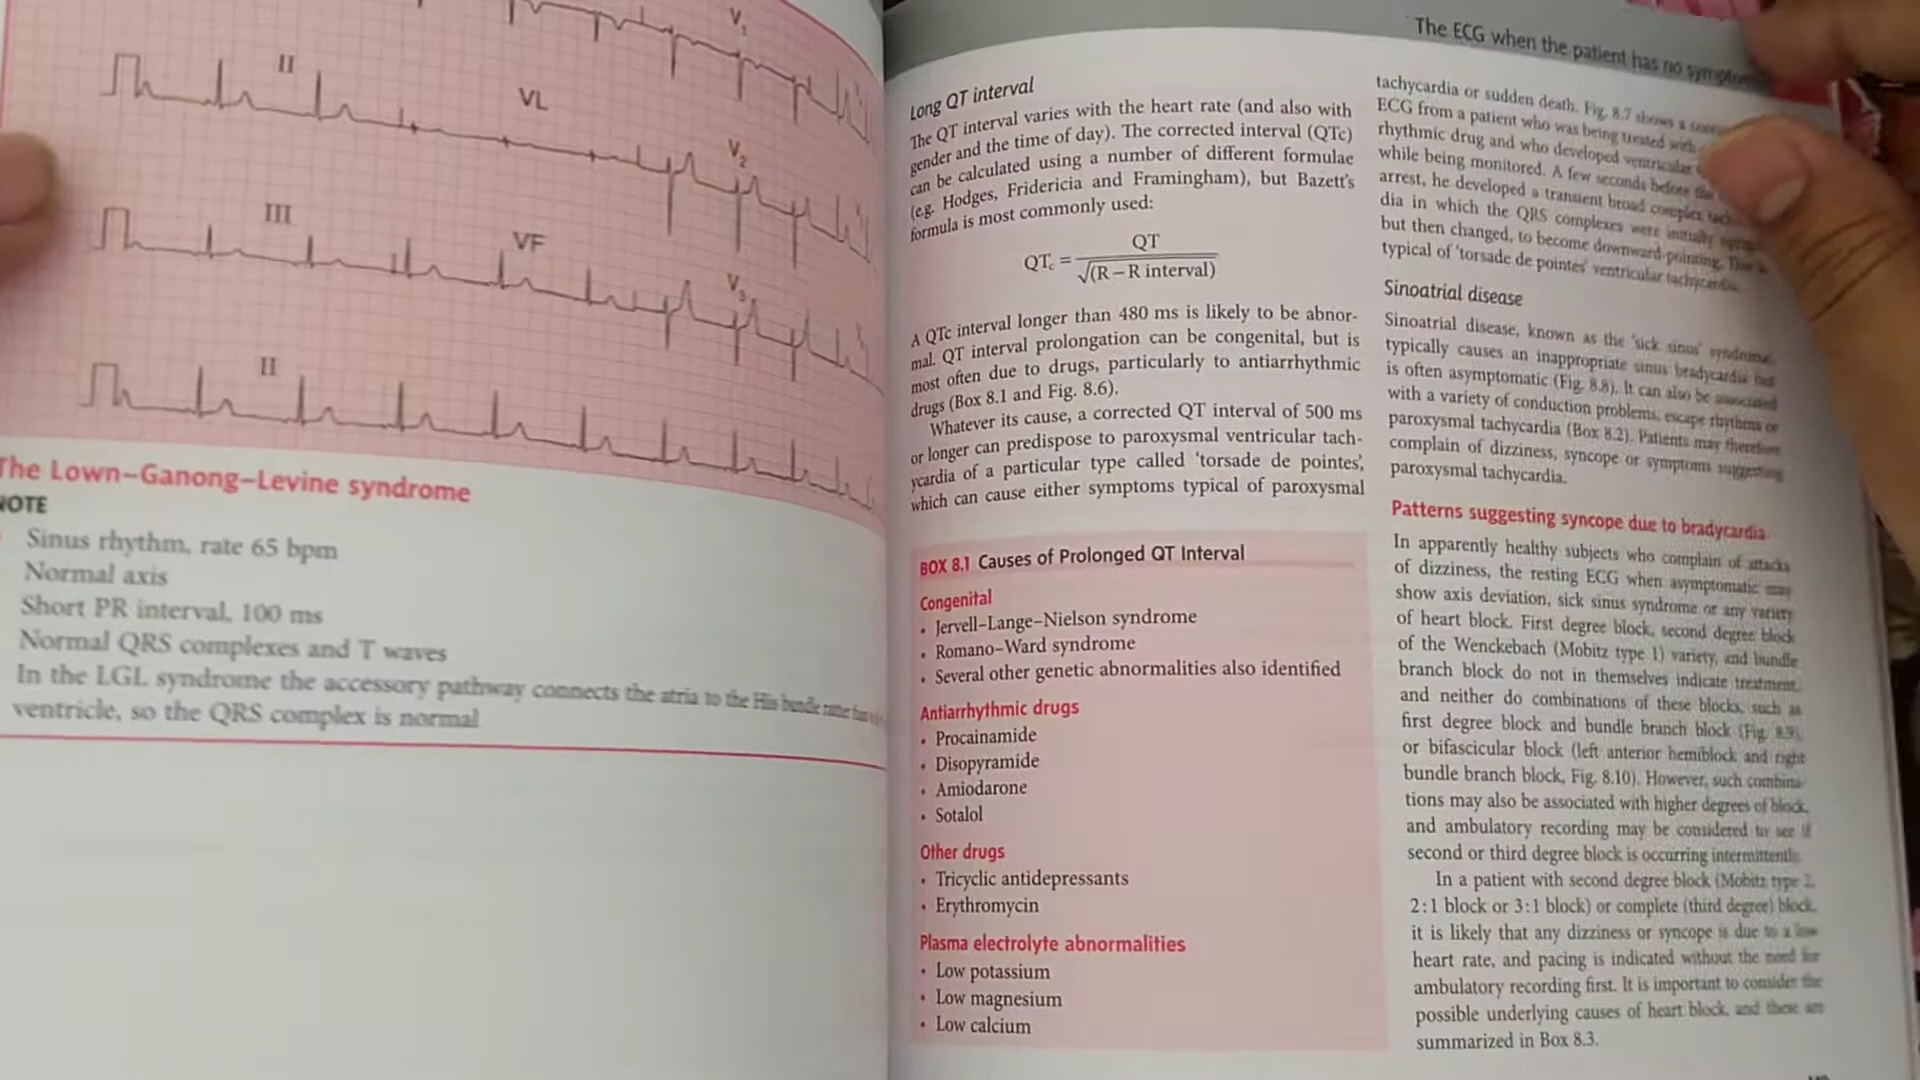 V1
II
VL
V2
III
VF
V3
II
The Lown–Ganong–Levine syndrome
NOTE
Sinus rhythm, rate 65 bpm
Normal axis
Short PR interval, 100 ms
Normal QRS complexes and T waves
In the LGL syndrome the accessory pathway connects the atria to the His bundle
ventricle, so the QRS complex is normal
The ECG when the patient has no symptoms
Long QT interval
The QT interval varies with the heart rate (and also with
gender and the time of day). The corrected interval (QTc)
can be calculated using a number of different formulae
(e.g. Hodges, Fridericia and Framingham), but Bazett's
formula is most commonly used:
QTc = QT / √(R – R interval)
A QTc interval longer than 480 ms is likely to be abnor-
mal. QT interval prolongation can be congenital, but is
most often due to drugs, particularly to antiarrhythmic
drugs (Box 8.1 and Fig. 8.6).
Whatever its cause, a corrected QT interval of 500 ms
or longer can predispose to paroxysmal ventricular tach-
ycardia of a particular type called 'torsade de pointes',
which can cause either symptoms typical of paroxysmal
BOX 8.1 Causes of Prolonged QT Interval
Congenital
• Jervell–Lange–Nielson syndrome
• Romano–Ward syndrome
• Several other genetic abnormalities also identified
Antiarrhythmic drugs
• Procainamide
• Disopyramide
• Amiodarone
• Sotalol
Other drugs
• Tricyclic antidepressants
• Erythromycin
Plasma electrolyte abnormalities
• Low potassium
• Low magnesium
• Low calcium
tachycardia or sudden death. Fig. 8.7 shows a
ECG from a patient who was being treated with
rhythmic drug and who developed ventricular
while being monitored. A few seconds before the
arrest, he developed a transient broad complex
dia in which the QRS complexes were initially
but then changed, to become downward-pointing. This
typical of 'torsade de pointes' ventricular tachycardia.
Sinoatrial disease
Sinoatrial disease, known as the 'sick sinus' syndrome,
typically causes an inappropriate sinus bradycardia but
is often asymptomatic (Fig. 8.8). It can also be associated
with a variety of conduction problems, escape rhythms or
paroxysmal tachycardia (Box 8.2). Patients may therefore
complain of dizziness, syncope or symptoms suggesting
paroxysmal tachycardia.
Patterns suggesting syncope due to bradycardia
In apparently healthy subjects who complain of attacks
of dizziness, the resting ECG when asymptomatic may
show axis deviation, sick sinus syndrome or any variety
of heart block. First degree block, second degree block
of the Wenckebach (Mobitz type 1) variety, and bundle
branch block do not in themselves indicate treatment,
and neither do combinations of these blocks, such as
first degree block and bundle branch block (Fig. 8.9),
or bifascicular block (left anterior hemiblock and right
bundle branch block, Fig. 8.10). However, such combina-
tions may also be associated with higher degrees of block,
and ambulatory recording may be considered to see if
second or third degree block is occurring intermittently.
In a patient with second degree block (Mobitz type 2,
2:1 block or 3:1 block) or complete (third degree) block,
it is likely that any dizziness or syncope is due to a low
heart rate, and pacing is indicated without the need for
ambulatory recording first. It is important to consider the
possible underlying causes of heart block, and these are
summarized in Box 8.3.